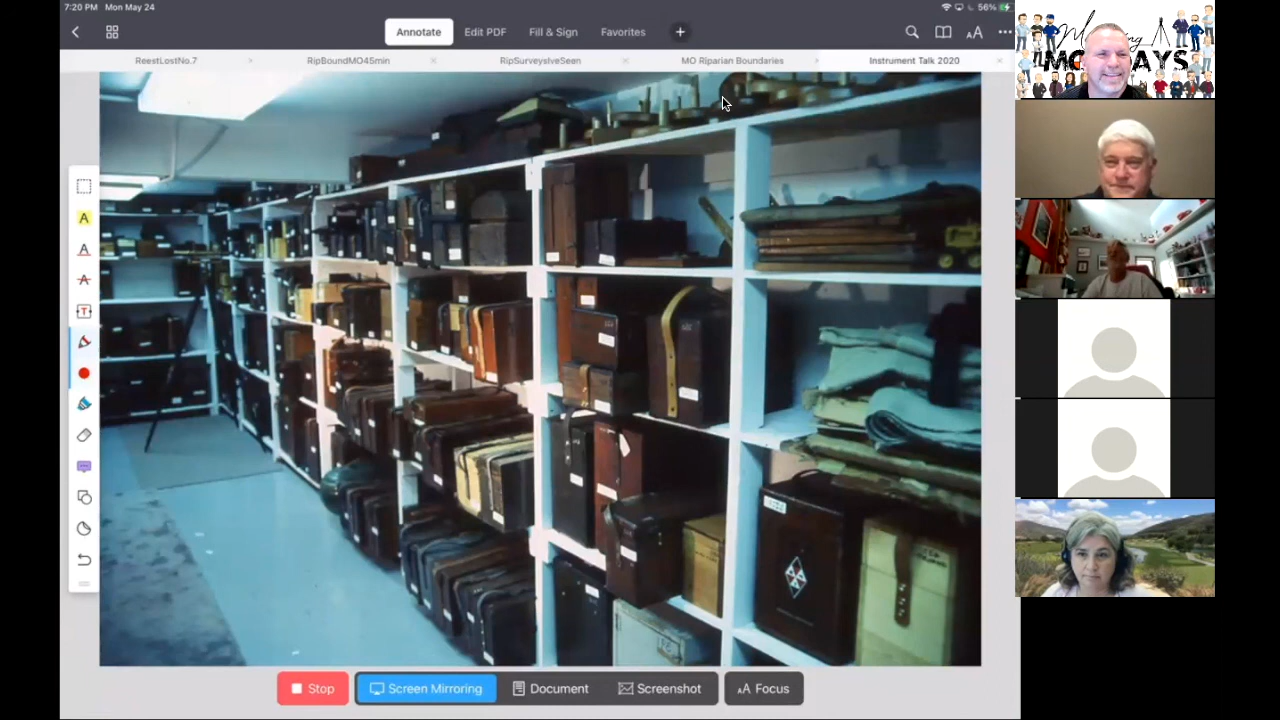 7:20 PM Mon May 24
56%
Annotate
Edit PDF
Fill & Sign
Favorites
ReestLostNo.7
RipBoundMO45min
RipSurveysIveSeen
MO Riparian Boundaries
Instrument Talk 2020
Stop
Screen Mirroring
Document
Screenshot
AA Focus